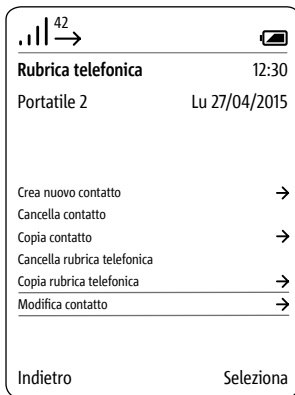 42
Rubrica telefonica 12:30
Portatile 2 Lu 27/04/2015
Crea nuovo contatto
Cancella contatto
Copia contatto
Cancella rubrica telefonica
Copia rubrica telefonica
Modifica contatto
Indietro Seleziona